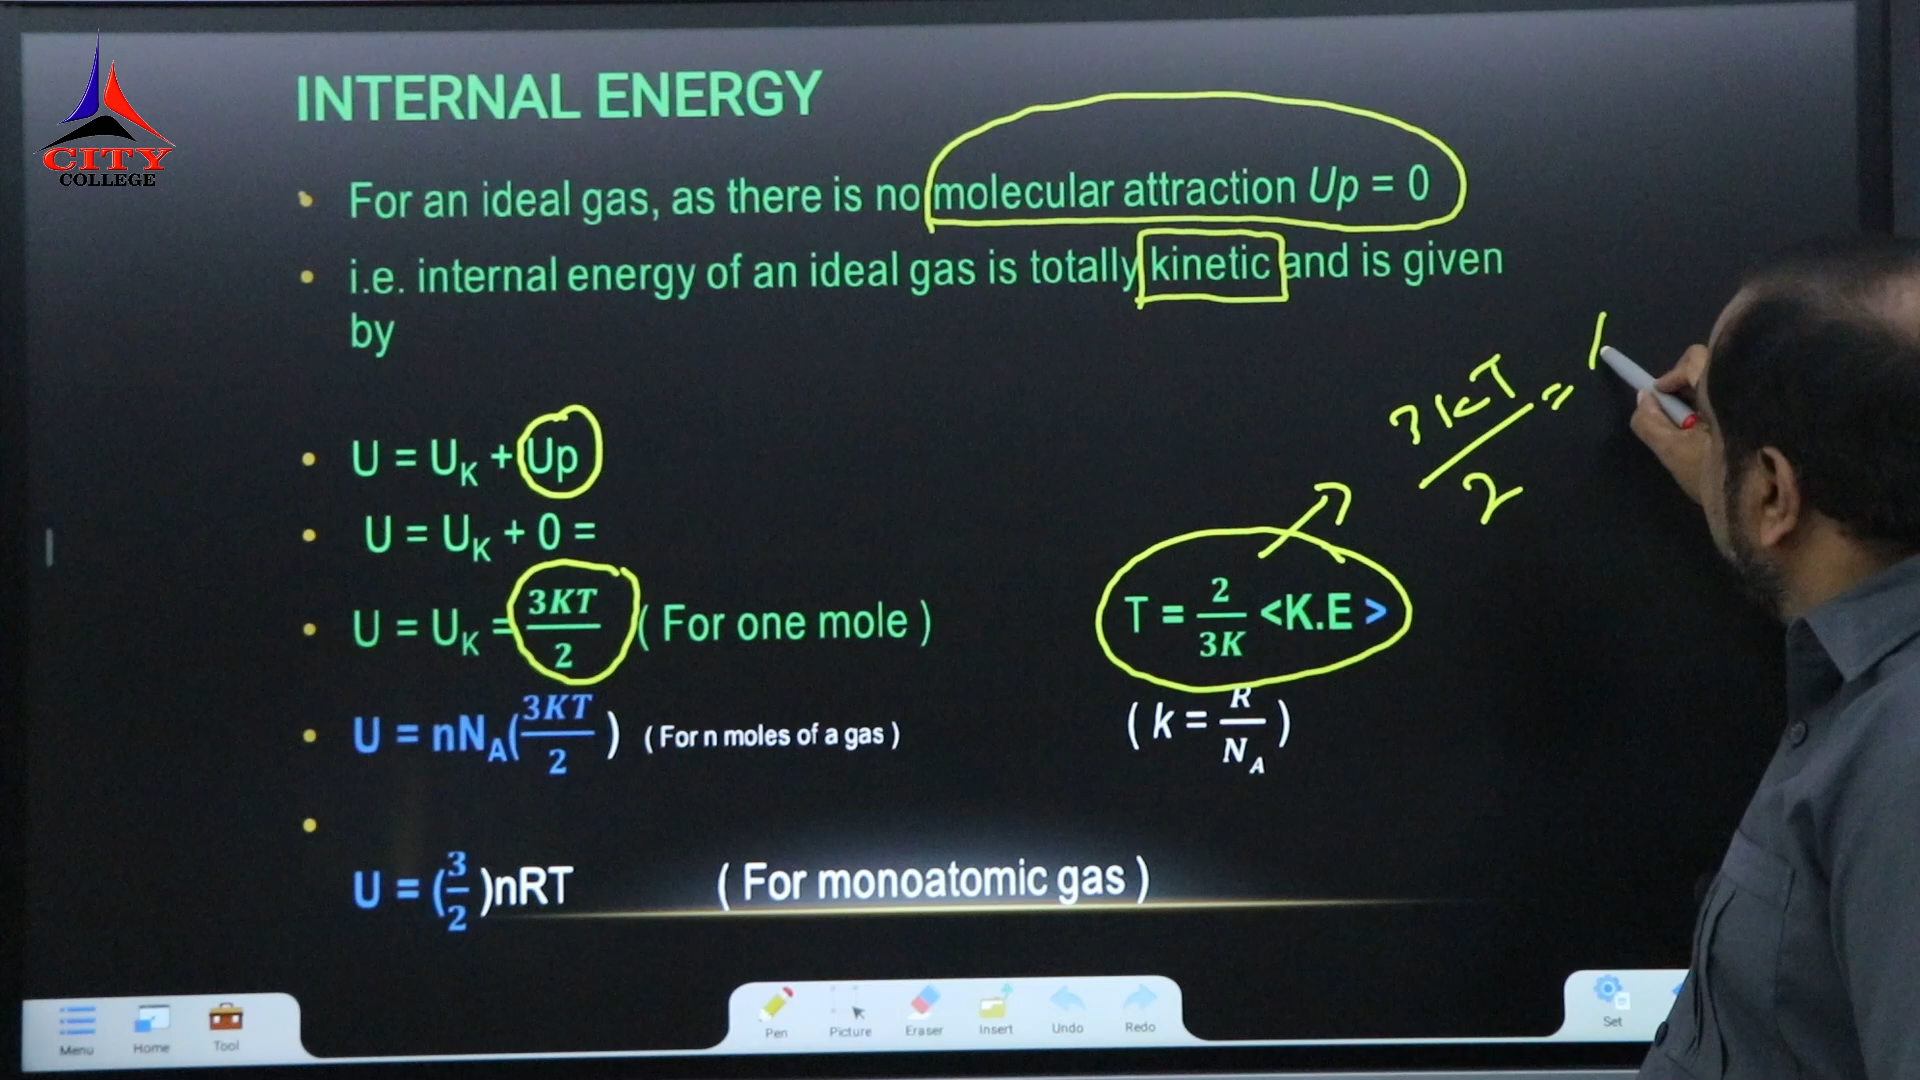 CITY
COLLEGE
INTERNAL ENERGY
• For an ideal gas, as there is no molecular attraction Up = 0
• i.e. internal energy of an ideal gas is totally kinetic and is given
by
3KT/2 =
• U = U_K + Up
• U = U_K + 0 =
• U = U_K = 3KT/2 ( For one mole )
T = 2/3K <K.E >
• U = nN_A(3KT/2) ( For n moles of a gas )
( k = R/N_A )
•
U = (3/2)nRT ( For monoatomic gas )
Menu Home Tool Pen Picture Eraser Insert Undo Redo Set